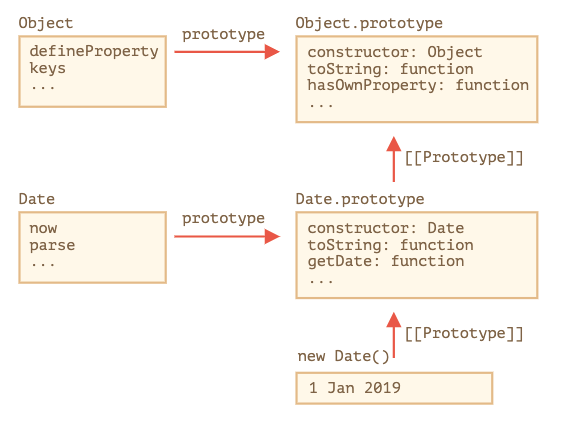 Object
defineProperty
keys
...
prototype
Object.prototype
constructor: Object
toString: function
hasOwnProperty: function
...
[[Prototype]]
Date
now
parse
...
prototype
Date.prototype
constructor: Date
toString: function
getDate: function
...
[[Prototype]]
new Date()
1 Jan 2019